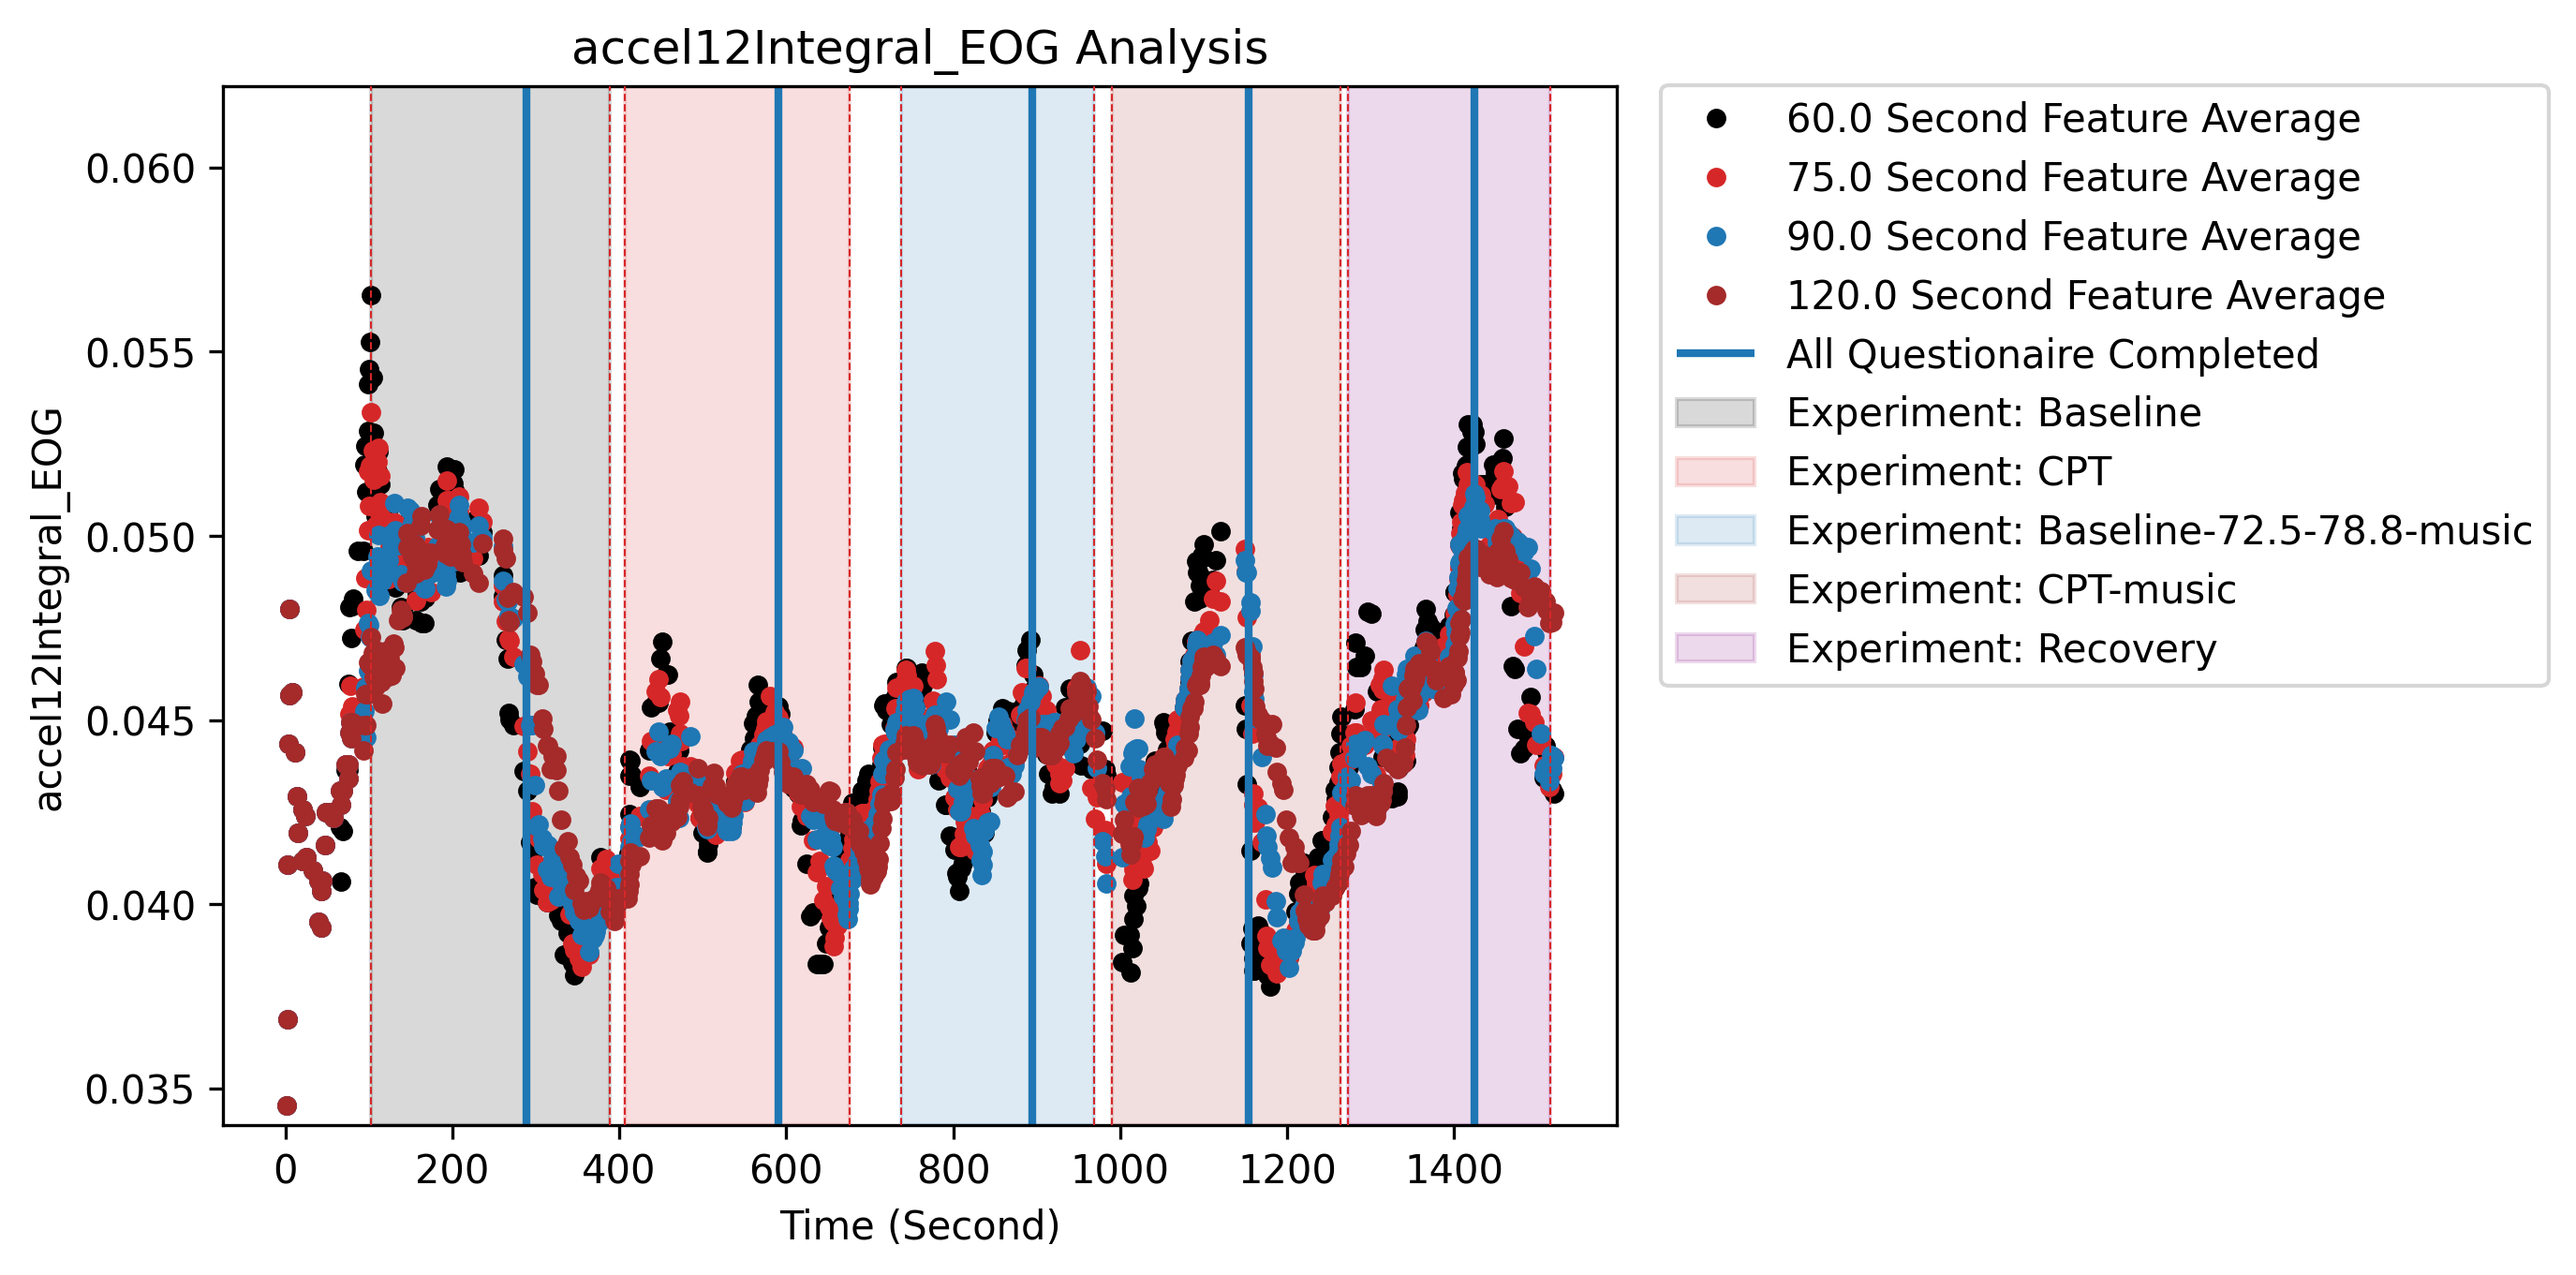 accel12Integral_EOG Analysis
accel12Integral_EOG
0.060
0.055
0.050
0.045
0.040
0.035
0 200 400 600 800 1000 1200 1400
Time (Second)
60.0 Second Feature Average
75.0 Second Feature Average
90.0 Second Feature Average
120.0 Second Feature Average
All Questionaire Completed
Experiment: Baseline
Experiment: CPT
Experiment: Baseline-72.5-78.8-music
Experiment: CPT-music
Experiment: Recovery